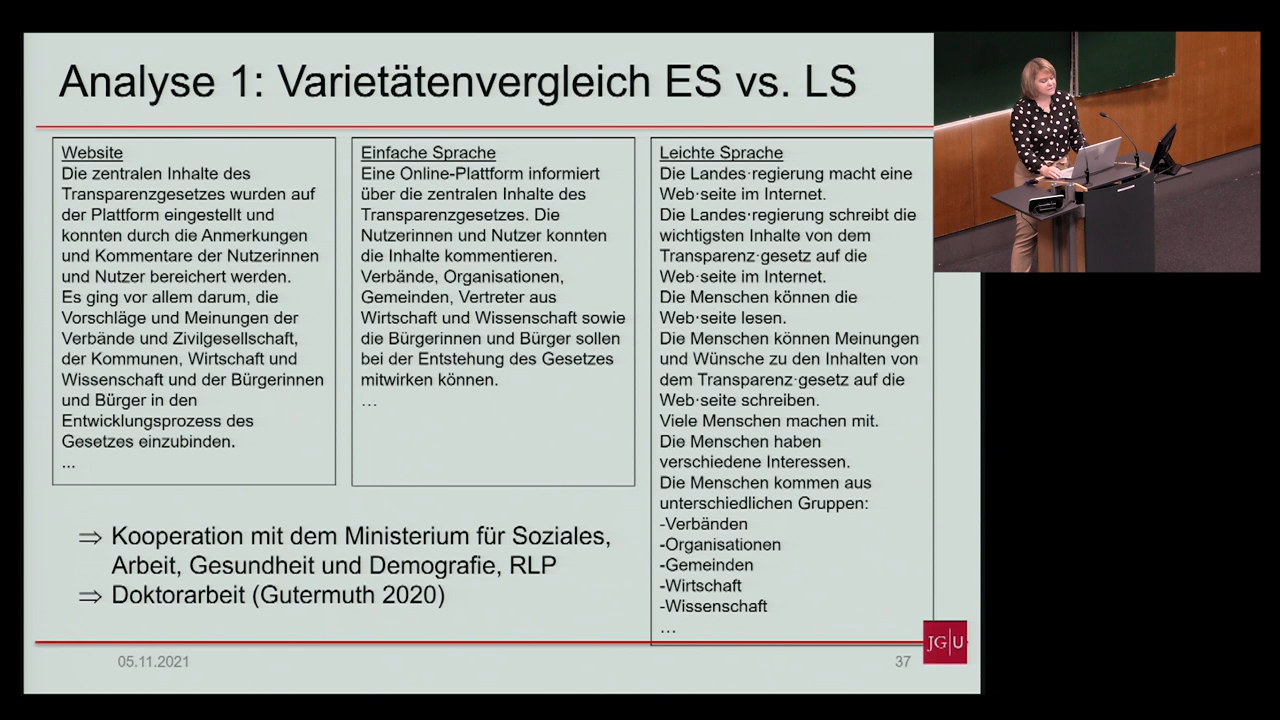 Analyse 1: Varietätenvergleich ES vs. LS
Website
Die zentralen Inhalte des
Transparenzgesetzes wurden auf
der Plattform eingestellt und
konnten durch die Anmerkungen
und Kommentare der Nutzerinnen
und Nutzer bereichert werden.
Es ging vor allem darum, die
Vorschläge und Meinungen der
Verbände und Zivilgesellschaft,
der Kommunen, Wirtschaft und
Wissenschaft und der Bürgerinnen
und Bürger in den
Entwicklungsprozess des
Gesetzes einzubinden.
...
Einfache Sprache
Eine Online-Plattform informiert
über die zentralen Inhalte des
Transparenzgesetzes. Die
Nutzerinnen und Nutzer konnten
die Inhalte kommentieren.
Verbände, Organisationen,
Gemeinden, Vertreter aus
Wirtschaft und Wissenschaft sowie
die Bürgerinnen und Bürger sollen
bei der Entstehung des Gesetzes
mitwirken können.
…
Leichte Sprache
Die Landes·regierung macht eine
Web·seite im Internet.
Die Landes·regierung schreibt die
wichtigsten Inhalte von dem
Transparenz·gesetz auf die
Web·seite im Internet.
Die Menschen können die
Web·seite lesen.
Die Menschen können Meinungen
und Wünsche zu den Inhalten von
dem Transparenz·gesetz auf die
Web·seite schreiben.
Viele Menschen machen mit.
Die Menschen haben
verschiedene Interessen.
Die Menschen kommen aus
unterschiedlichen Gruppen:
-Verbänden
-Organisationen
-Gemeinden
-Wirtschaft
-Wissenschaft
…
⇒ Kooperation mit dem Ministerium für Soziales,
Arbeit, Gesundheit und Demografie, RLP
⇒ Doktorarbeit (Gutermuth 2020)
05.11.2021
37
JG|U